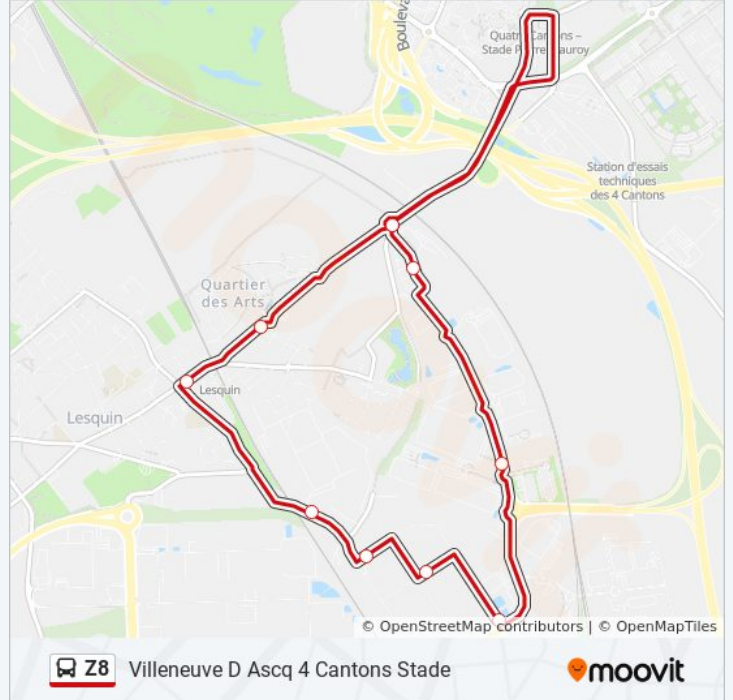 Bouleva
Quatre Cantons –
Stade Pierre Mauroy
Station d'essais
techniques
des 4 Cantons
Quartier
des Arts
Lesquin
Lesquin
© OpenStreetMap contributors | © OpenMapTiles
Z8 Villeneuve D Ascq 4 Cantons Stade
moovit